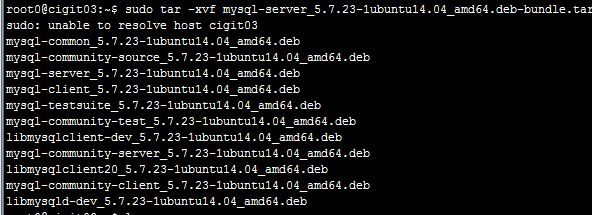 root0@cigit03:~$ sudo tar -xvf mysql-server_5.7.23-1ubuntu14.04_amd64.deb-bundle.tar
sudo: unable to resolve host cigit03
mysql-common_5.7.23-1ubuntu14.04_amd64.deb
mysql-community-source_5.7.23-1ubuntu14.04_amd64.deb
mysql-server_5.7.23-1ubuntu14.04_amd64.deb
mysql-client_5.7.23-1ubuntu14.04_amd64.deb
mysql-testsuite_5.7.23-1ubuntu14.04_amd64.deb
mysql-community-test_5.7.23-1ubuntu14.04_amd64.deb
libmysqlclient-dev_5.7.23-1ubuntu14.04_amd64.deb
mysql-community-server_5.7.23-1ubuntu14.04_amd64.deb
libmysqlclient20_5.7.23-1ubuntu14.04_amd64.deb
mysql-community-client_5.7.23-1ubuntu14.04_amd64.deb
libmysqld-dev_5.7.23-1ubuntu14.04_amd64.deb